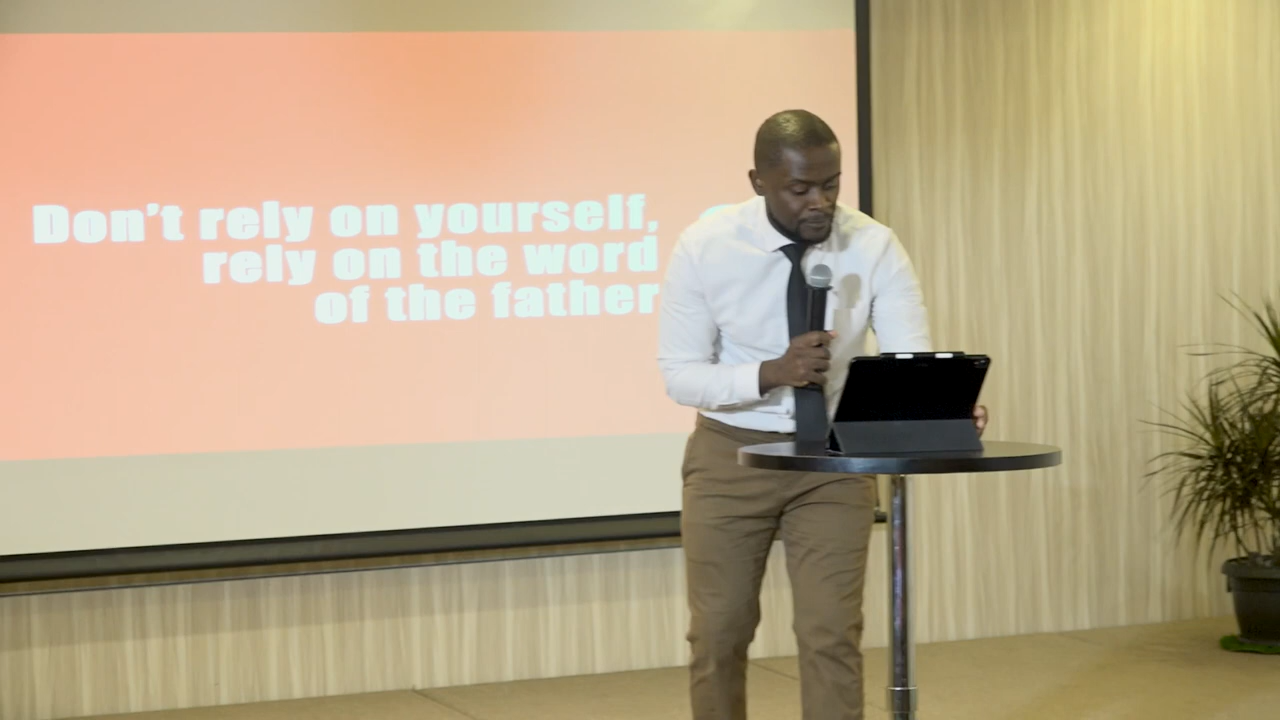 Don't rely on yourself,
rely on the word
of the father